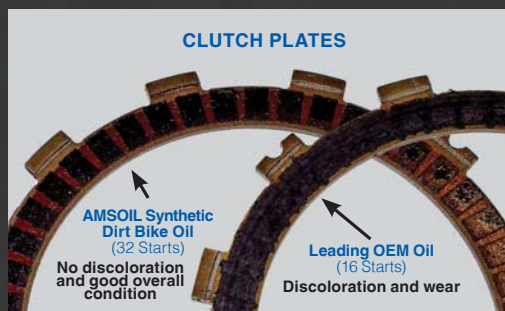 CLUTCH PLATES
AMSOIL Synthetic
Dirt Bike Oil
(32 Starts)
No discoloration
and good overall
condition
Leading OEM Oil
(16 Starts)
Discoloration and wear